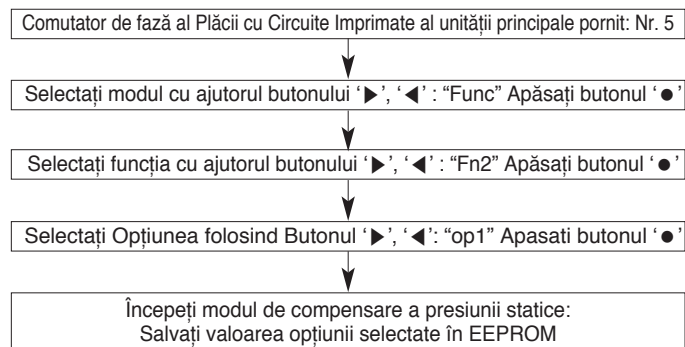 Comutator de fază al Plăcii cu Circuite Imprimate al unității principale pornit: Nr. 5
Selectați modul cu ajutorul butonului ‘▶’, ‘◀’ : “Func” Apăsați butonul ‘●’
Selectați funcția cu ajutorul butonului ‘▶’, ‘◀’ : “Fn2” Apăsați butonul ‘●’
Selectați Opțiunea folosind Butonul ‘▶’, ‘◀’: “op1” Apasati butonul ‘●’
Începeți modul de compensare a presiunii statice:
Salvați valoarea opțiunii selectate în EEPROM